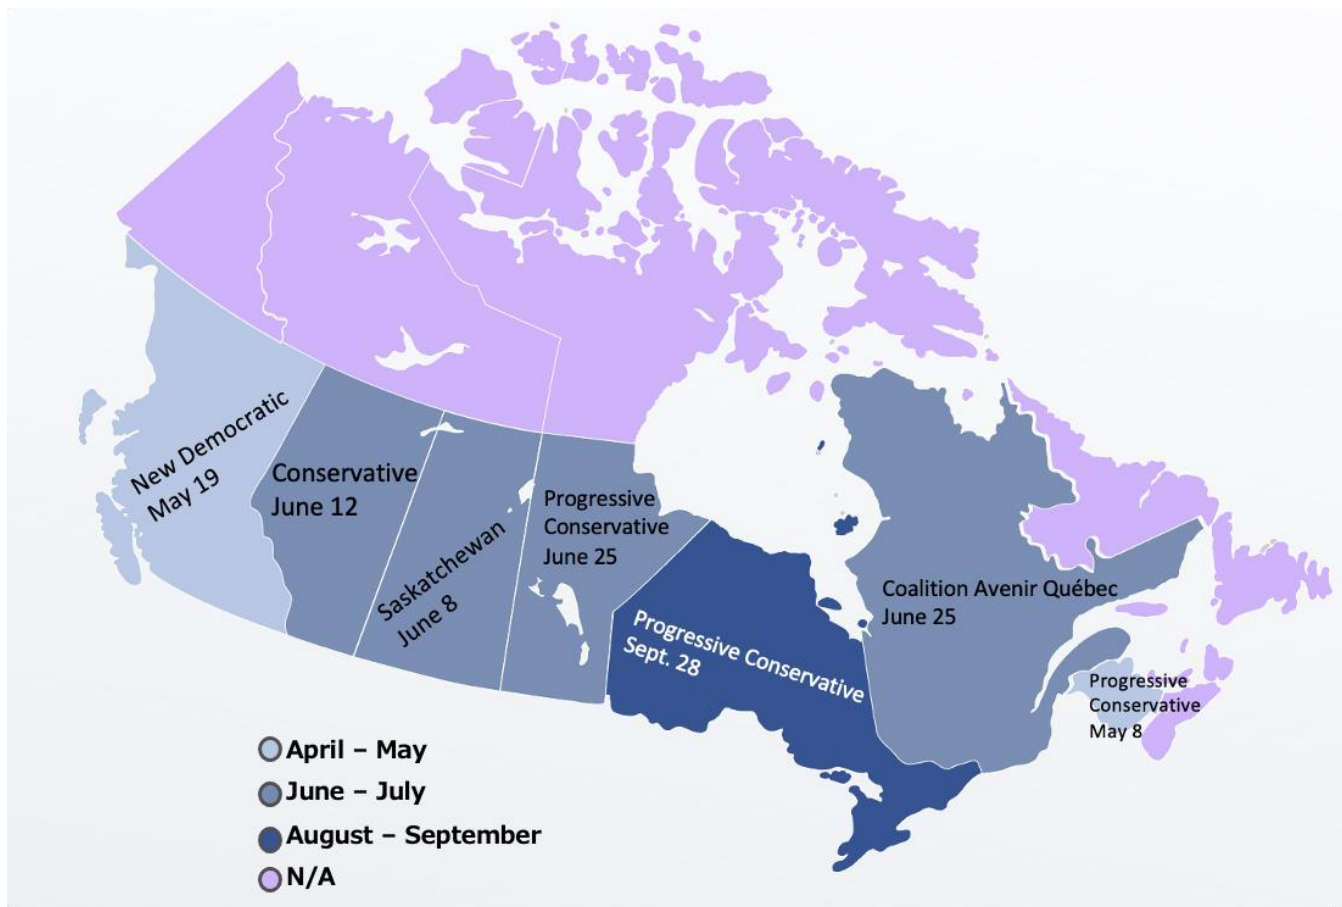 New Democratic
May 19
Conservative
June 12
Saskatchewan
June 8
Progressive
Conservative
June 25
Progressive Conservative
Sept. 28
Coalition Avenir Québec
June 25
Progressive
Conservative
May 8
April – May
June – July
August – September
N/A